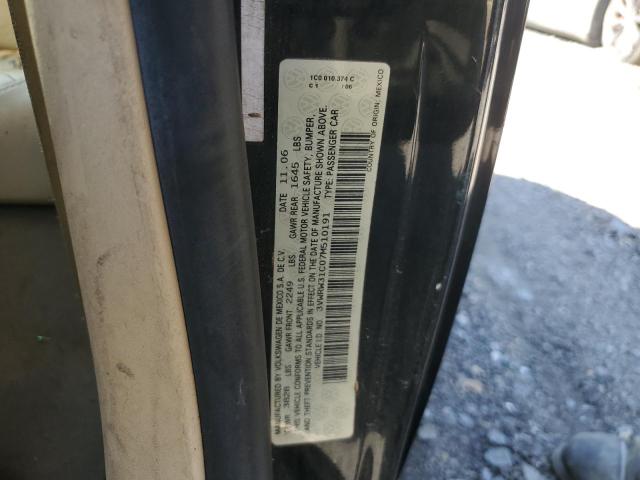 1C0 010 374 C
C 1 / 06
MANUFACTURED BY VOLKSWAGEN DE MEXICO S.A. DE C.V. DATE 11.06
GVWR 3826 LBS GAWR FRONT 2249 LBS GAWR REAR 1645 LBS
THIS VEHICLE CONFORMS TO ALL APPLICABLE U.S. FEDERAL MOTOR VEHICLE SAFETY, BUMPER,
AND THEFT PREVENTION STANDARDS IN EFFECT ON THE DATE OF MANUFACTURE SHOWN ABOVE.
VEHICLE I.D. NO. 3VWRW31C07M510191 TYPE: PASSENGER CAR
COUNTRY OF ORIGIN, MEXICO